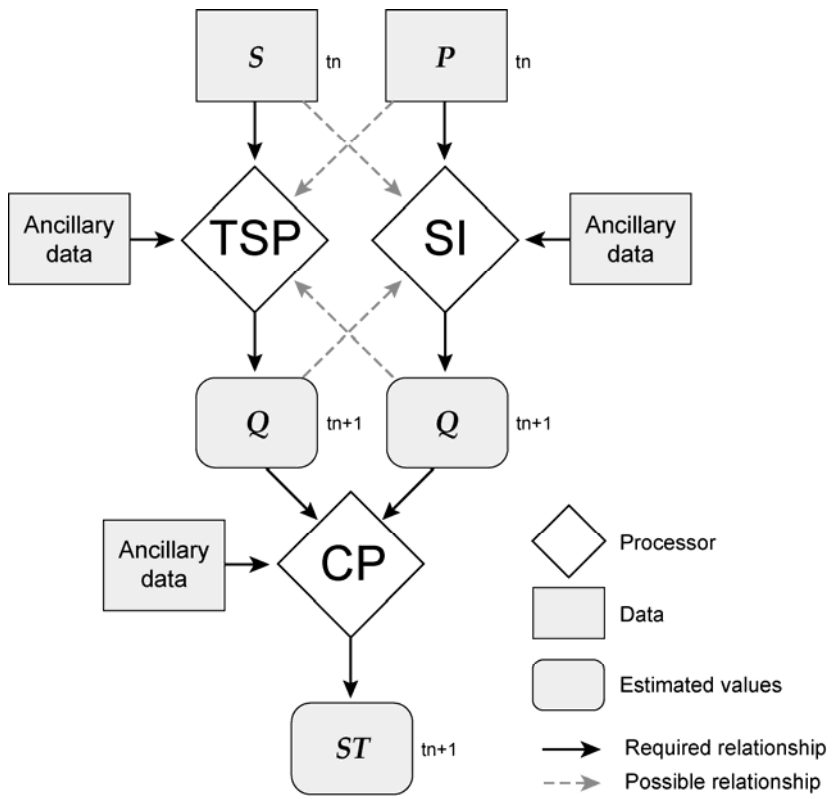 S
tn
P
tn
Ancillary
data
TSP
SI
Ancillary
data
Q
tn+1
Q
tn+1
Ancillary
data
CP
ST
tn+1
Processor
Data
Estimated values
Required relationship
Possible relationship